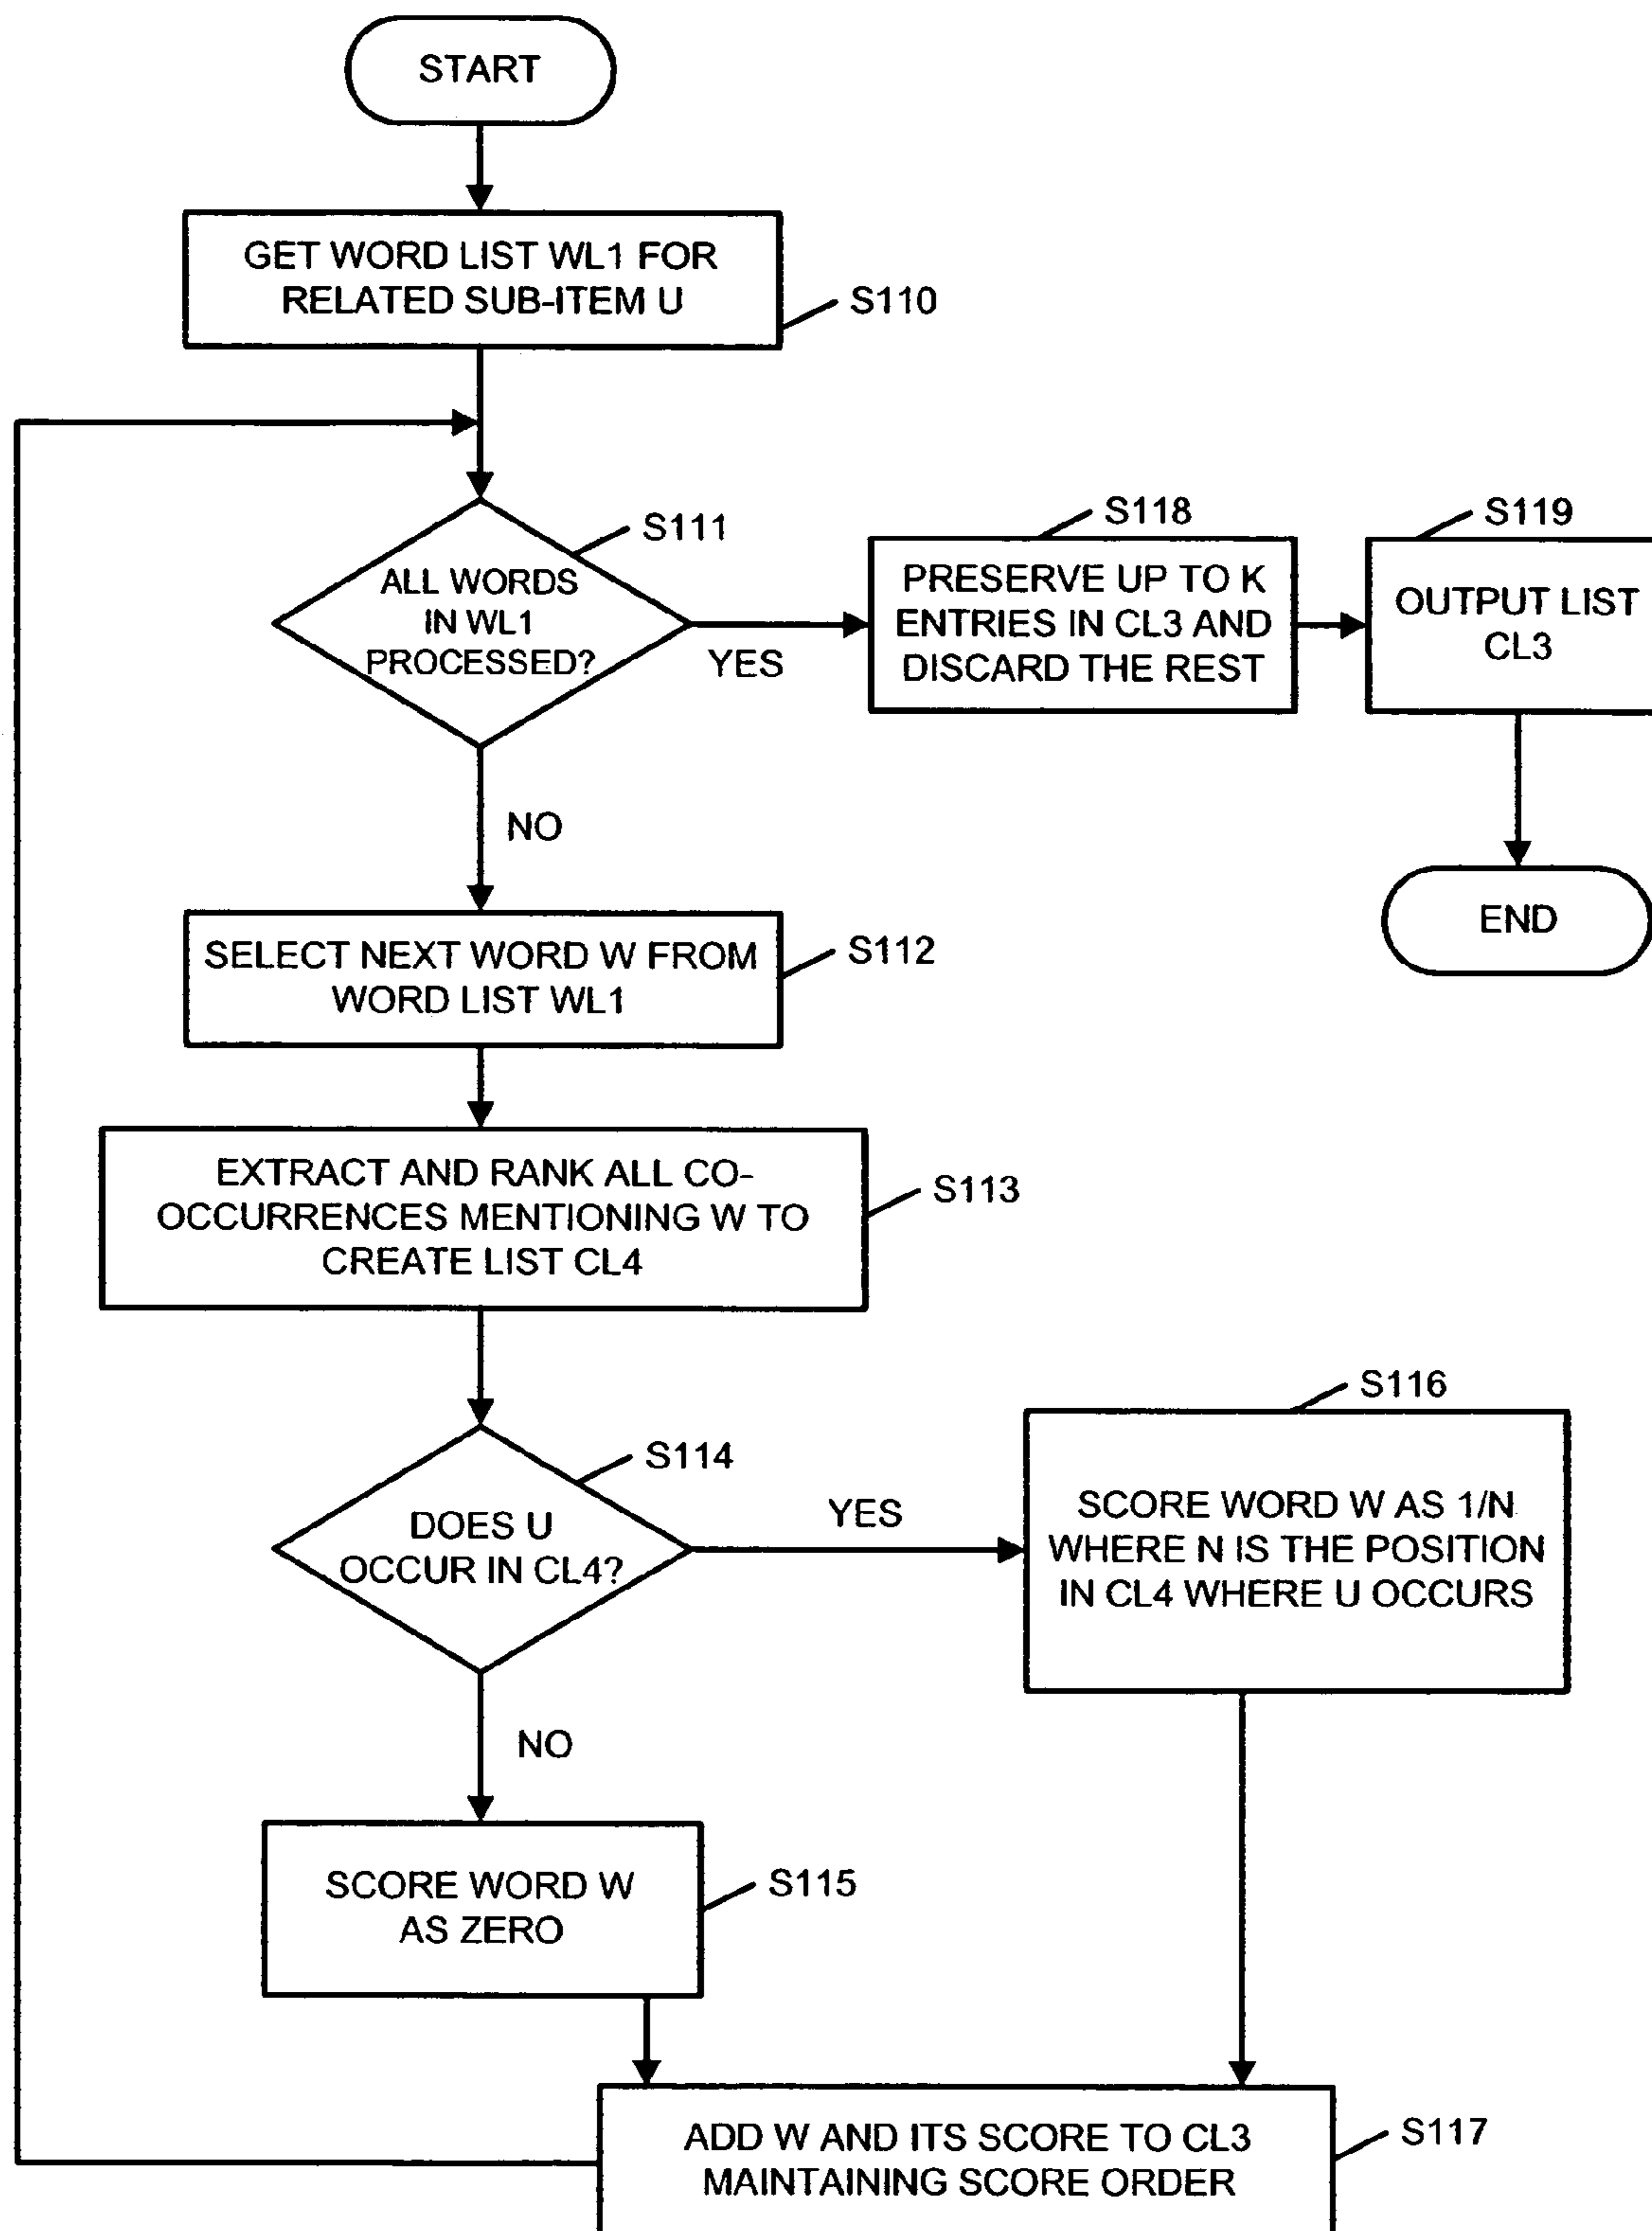 START
GET WORD LIST WL1 FOR
RELATED SUB-ITEM U
S110
S111
ALL WORDS
IN WL1
PROCESSED?
YES
NO
S118
PRESERVE UP TO K
ENTRIES IN CL3 AND
DISCARD THE REST
S119
OUTPUT LIST
CL3
END
SELECT NEXT WORD W FROM
WORD LIST WL1
S112
EXTRACT AND RANK ALL CO-
OCCURRENCES MENTIONING W TO
CREATE LIST CL4
S113
S114
DOES U
OCCUR IN CL4?
YES
NO
S116
SCORE WORD W AS 1/N
WHERE N IS THE POSITION
IN CL4 WHERE U OCCURS
SCORE WORD W
AS ZERO
S115
ADD W AND ITS SCORE TO CL3
MAINTAINING SCORE ORDER
S117